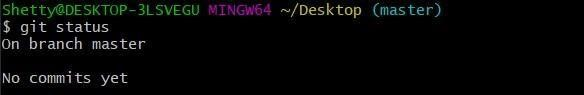 Shetty@DESKTOP-3LSVEGU MINGW64 ~/Desktop (master)
$ git status
On branch master
No commits yet